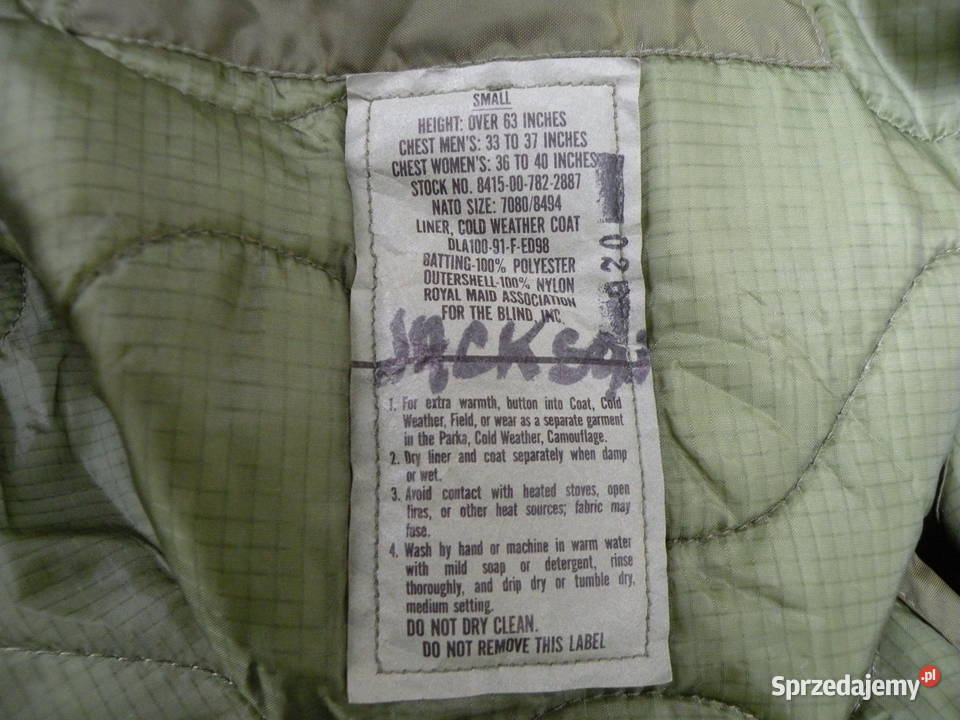 SMALL
HEIGHT: OVER 63 INCHES
CHEST MEN'S: 33 TO 37 INCHES
CHEST WOMEN'S: 36 TO 40 INCHES
STOCK NO. 8415-00-782-2887
NATO SIZE: 7080/8494
LINER, COLD WEATHER COAT
DLA100-91-F-ED98
BATTING-100% POLYESTER
OUTERSHELL-100% NYLON
ROYAL MAID ASSOCIATION
FOR THE BLIND, INC.
JACKSON
1. For extra warmth, button into Coat, Cold
Weather, Field, or wear as a separate garment
in the Parka, Cold Weather, Camouflage.
2. Dry liner and coat separately when damp
or wet.
3. Avoid contact with heated stoves, open
fires, or other heat sources; fabric may
fuse.
4. Wash by hand or machine in warm water
with mild soap or detergent, rinse
thoroughly, and drip dry or tumble dry,
medium setting.
DO NOT DRY CLEAN.
DO NOT REMOVE THIS LABEL
Sprzedajemy.pl